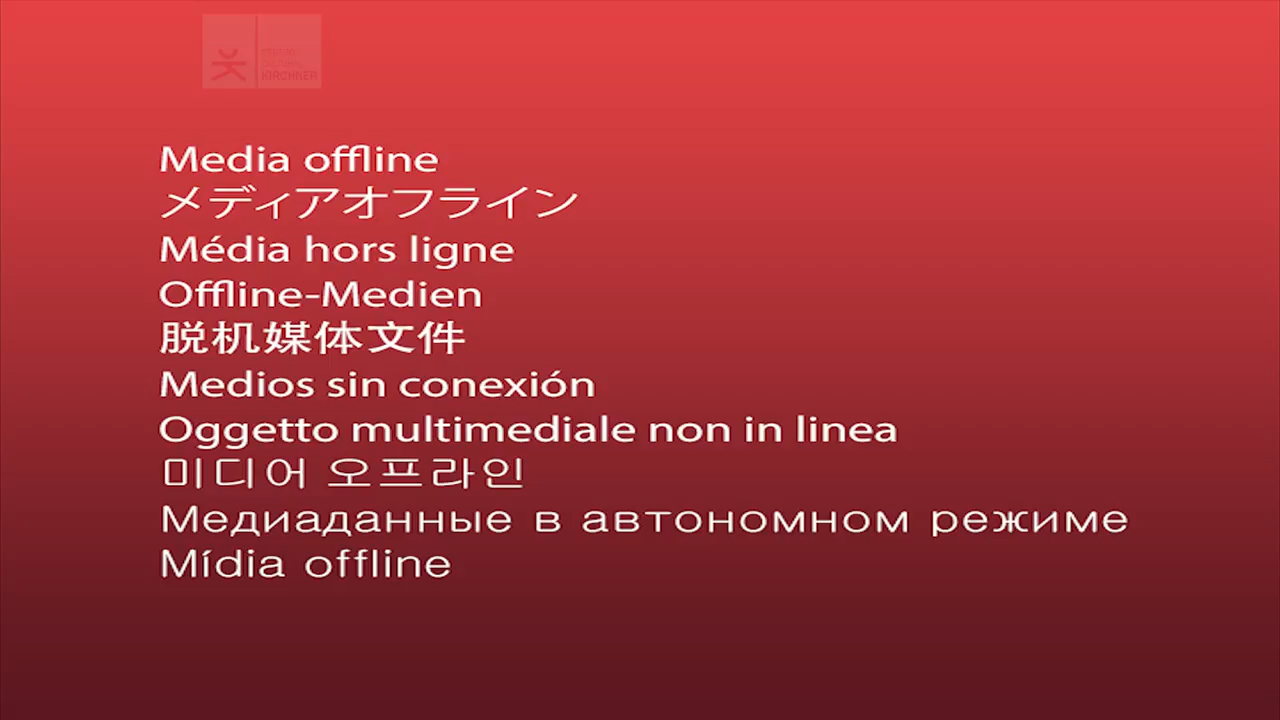 KIRCHNER
Media offline
メディアオフライン
Média hors ligne
Offline-Medien
脱机媒体文件
Medios sin conexión
Oggetto multimediale non in linea
미디어 오프라인
Медиаданные в автономном режиме
Mídia offline